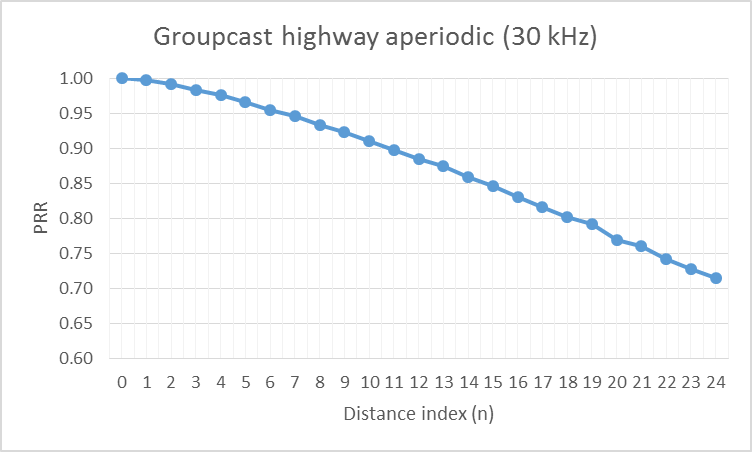 Groupcast highway aperiodic (30 kHz)
1.00
0.95
0.90
0.85
0.80
0.75
0.70
0.65
0.60
PRR
0 1 2 3 4 5 6 7 8 9 10 11 12 13 14 15 16 17 18 19 20 21 22 23 24
Distance index (n)